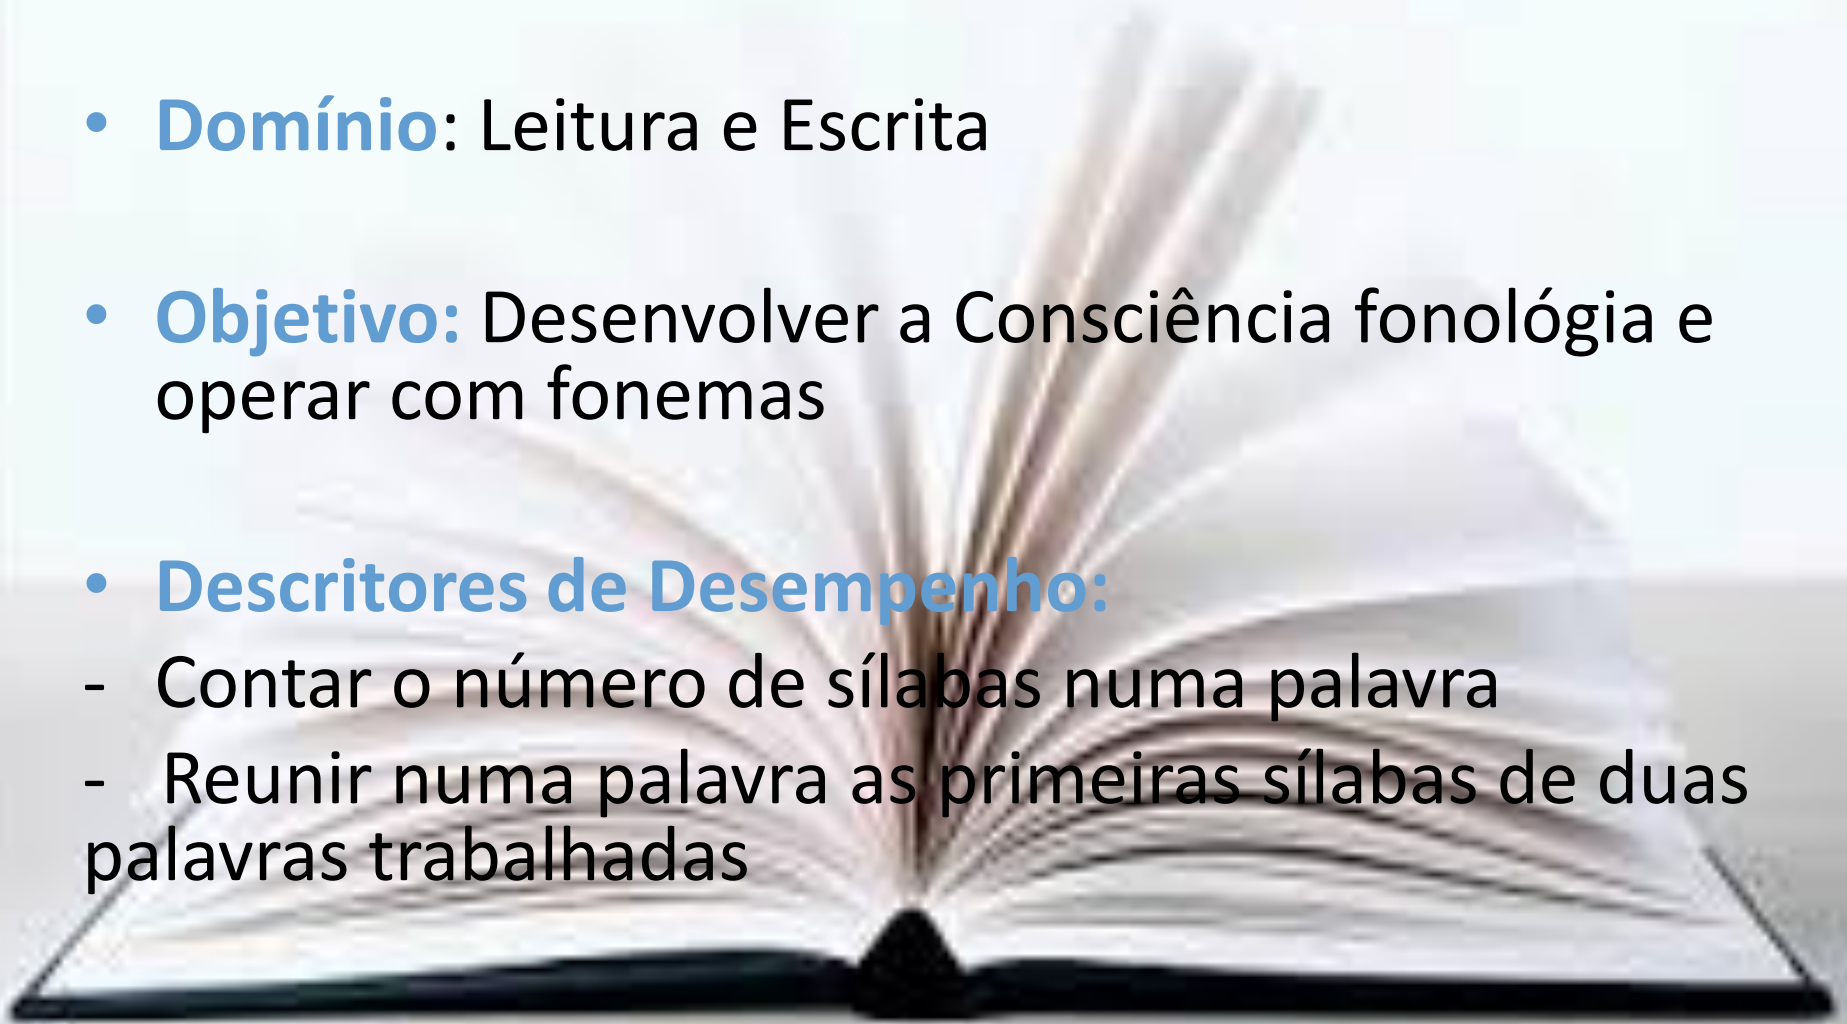 • Domínio: Leitura e Escrita
• Objetivo: Desenvolver a Consciência fonológia e
operar com fonemas
• Descritores de Desempenho:
- Contar o número de sílabas numa palavra
- Reunir numa palavra as primeiras sílabas de duas
palavras trabalhadas